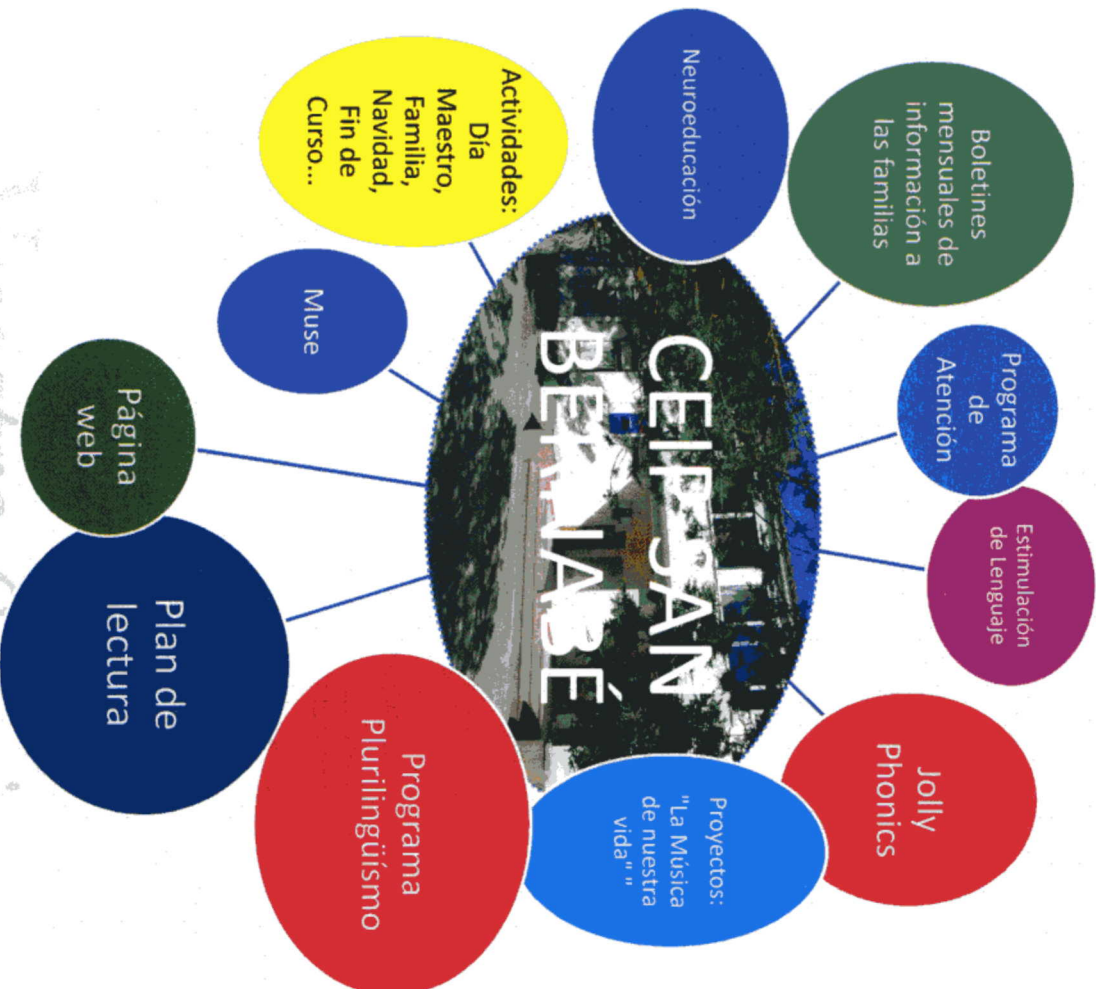 Boletines
mensuales de
información a
las familias
Programa
de
Atención
Estimulación
de Lenguaje
Jolly
Phonics
Neuroeducación
CEIP SAN
BERNABÉ
Proyectos:
"La Música
de nuestra
vida" "
Actividades:
Día
Maestro,
Familia,
Navidad,
Fin de
Curso...
Muse
Programa
Plurilingüísmo
Página
web
Plan de
lectura